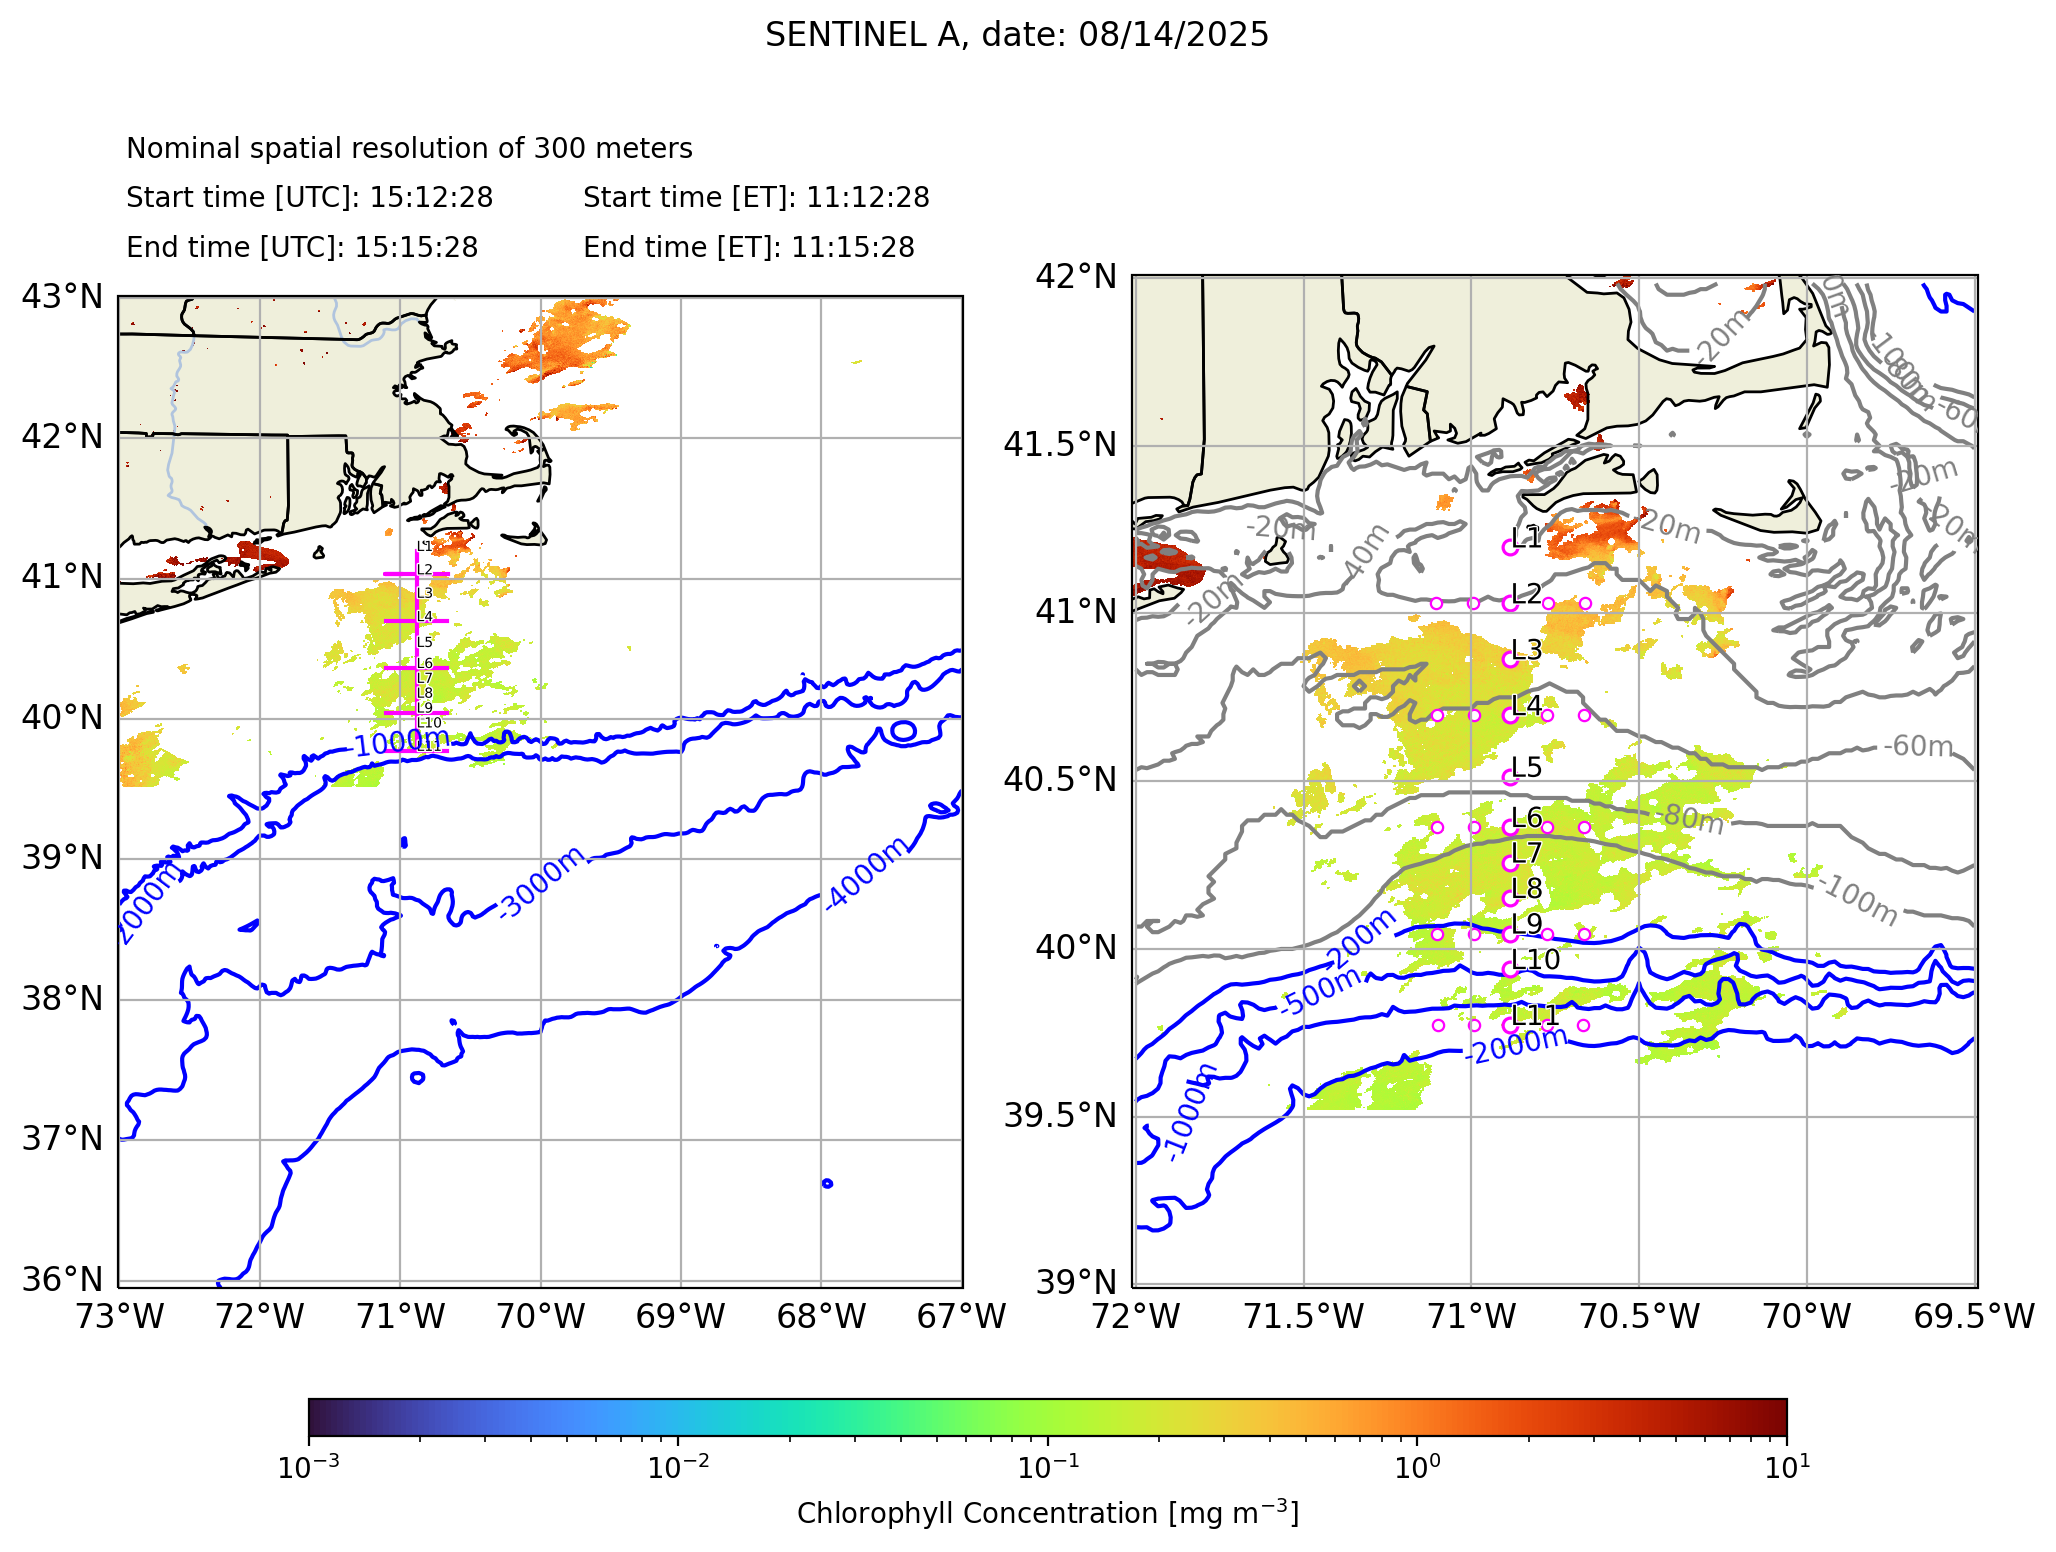 SENTINEL A, date: 08/14/2025
Nominal spatial resolution of 300 meters
Start time [UTC]: 15:12:28 Start time [ET]: 11:12:28
End time [UTC]: 15:15:28 End time [ET]: 11:15:28
43°N
42°N
41°N
40°N
39°N
38°N
37°N
36°N
73°W 72°W 71°W 70°W 69°W 68°W 67°W
L1
L2
L3
L4
L5
L6
L7
L8
L9
L10
L11
-1000m
-2000m
-3000m
-4000m
42°N
41.5°N
41°N
40.5°N
40°N
39.5°N
39°N
72°W 71.5°W 71°W 70.5°W 70°W 69.5°W
-20m
-100m
-80m
-60
-20m
-20m
-20m
-20m
40m
-20m
L1
L2
L3
L4
-60m
L5
L6
-80m
L7
L8
-100m
L9
-200m
L10
-500m
L11
-2000m
-1000m
10⁻³ 10⁻² 10⁻¹ 10⁰ 10¹
Chlorophyll Concentration [mg m⁻³]